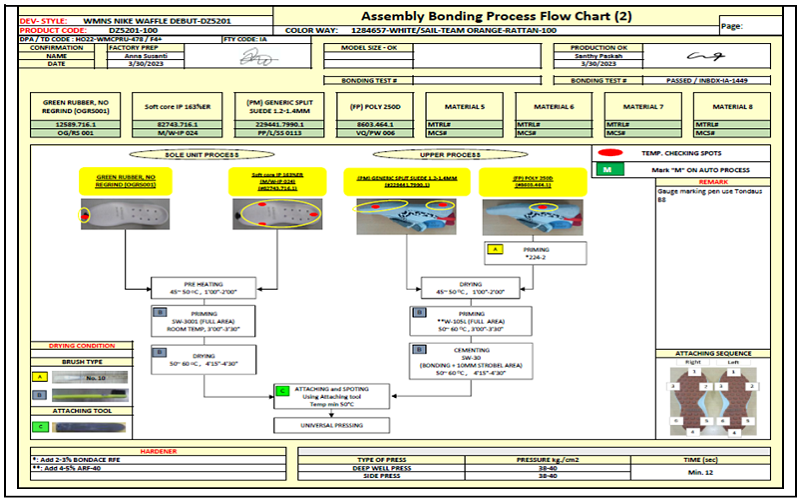 Assembly Bonding Process Flow Chart (2)
Page:
DEV- STYLE: WMNS NIKE WAFFLE DEBUT-DZ5201
PRODUCT CODE: DZ5201-100
COLOR WAY: 1284657-WHITE/SAIL-TEAM ORANGE-RATTAN-100
DPA / TD CODE : HO22-WMCPRU-478 / F4+
FTY CODE: IA
CONFIRMATION
FACTORY PREP
MODEL SIZE - OK
PRODUCTION OK
NAME
Anna Susanti
Santhy Paskah
DATE
3/30/2023
3/30/2023
BONDING TEST #
BONDING TEST #
PASSED / INBDX-IA-1449
GREEN RUBBER, NO REGRIND (OGRS001)
12589.716.1
OG/RS 001
Soft core IP 163%ER
82743.716.1
M/W-IP 024
(PM) GENERIC SPLIT SUEDE 1.2-1.4MM
229441.7990.1
PP/L/SS 0113
(FP) POLY 250D
8603.464.1
VQ/PW 006
MATERIAL 5
MTRL#
MCS#
MATERIAL 6
MTRL#
MCS#
MATERIAL 7
MTRL#
MCS#
MATERIAL 8
MTRL#
MCS#
SOLE UNIT PROCESS
UPPER PROCESS
TEMP. CHECKING SPOTS
M
Mark "M" ON AUTO PROCESS
REMARK
Gauge marking pen use Tondaus
88
GREEN RUBBER, NO
REGRIND (OGRS001)
Soft core IP 163%ER
(M/W-IP 024)
(#82743.716.1)
(PM) GENERIC SPLIT SUEDE 1.2-1.4MM
(#229441.7990.1)
(FP) POLY 250D
(#8603.464.1)
A
PRIMING
*224-2
PRE HEATING
45~ 50 ºC , 1'00"-2'00"
DRYING
45~ 50 ºC , 1'00"-2'00"
B
PRIMING
SW-3001 (FULL AREA)
ROOM TEMP, 3'00"-3'30"
B
PRIMING
**W-105L (FULL AREA)
50~ 60 ºC , 3'00"-3'30"
B
DRYING
50~ 60 ºC , 4'15"-4'30"
B
CEMENTING
SW-30
(BONDING + 10MM STROBEL AREA)
50~ 60 ºC , 4'15"-4'30"
C
ATTACHING and SPOTING
Using Attaching tool
Temp min 50°C
UNIVERSAL PRESSING
DRYING CONDITION
BRUSH TYPE
A
No. 10
B
ATTACHING TOOL
C
ATTACHING SEQUENCE
Right
Left
HARDENER
*: Add 2-3% BONDACE RFE
**: Add 4-5% ARF-40
TYPE OF PRESS
PRESSURE kg./cm2
TIME (sec)
DEEP WELL PRESS
38-40
Min. 12
SIDE PRESS
38-40